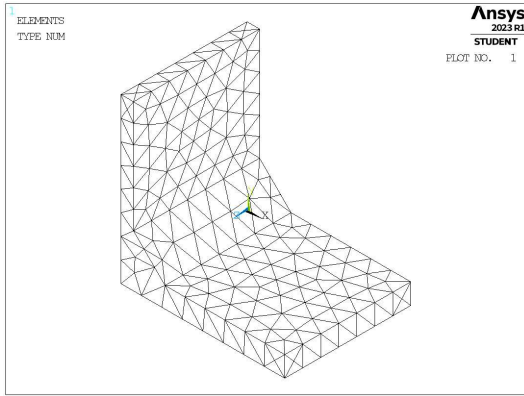 1
ELEMENTS
TYPE NUM
Ansys
2023 R1
STUDENT
PLOT NO. 1
Y
Z
X